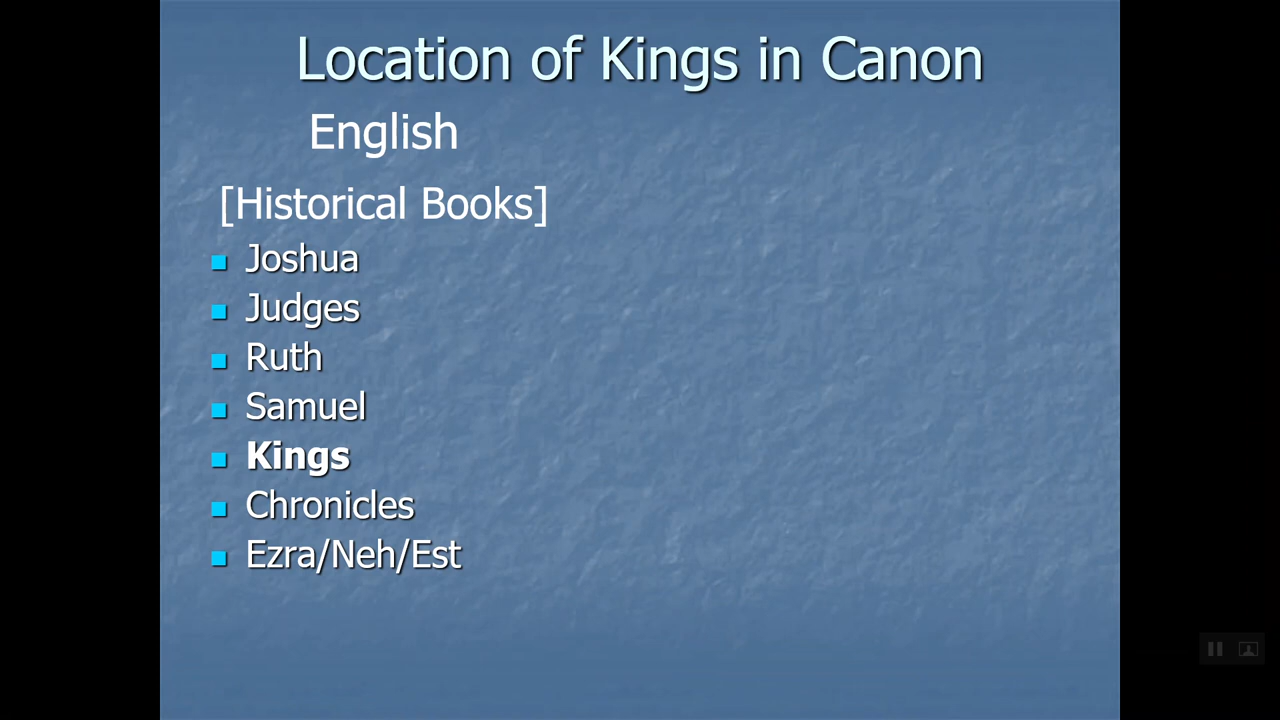 Location of Kings in Canon
English
[Historical Books]
Joshua
Judges
Ruth
Samuel
Kings
Chronicles
Ezra/Neh/Est